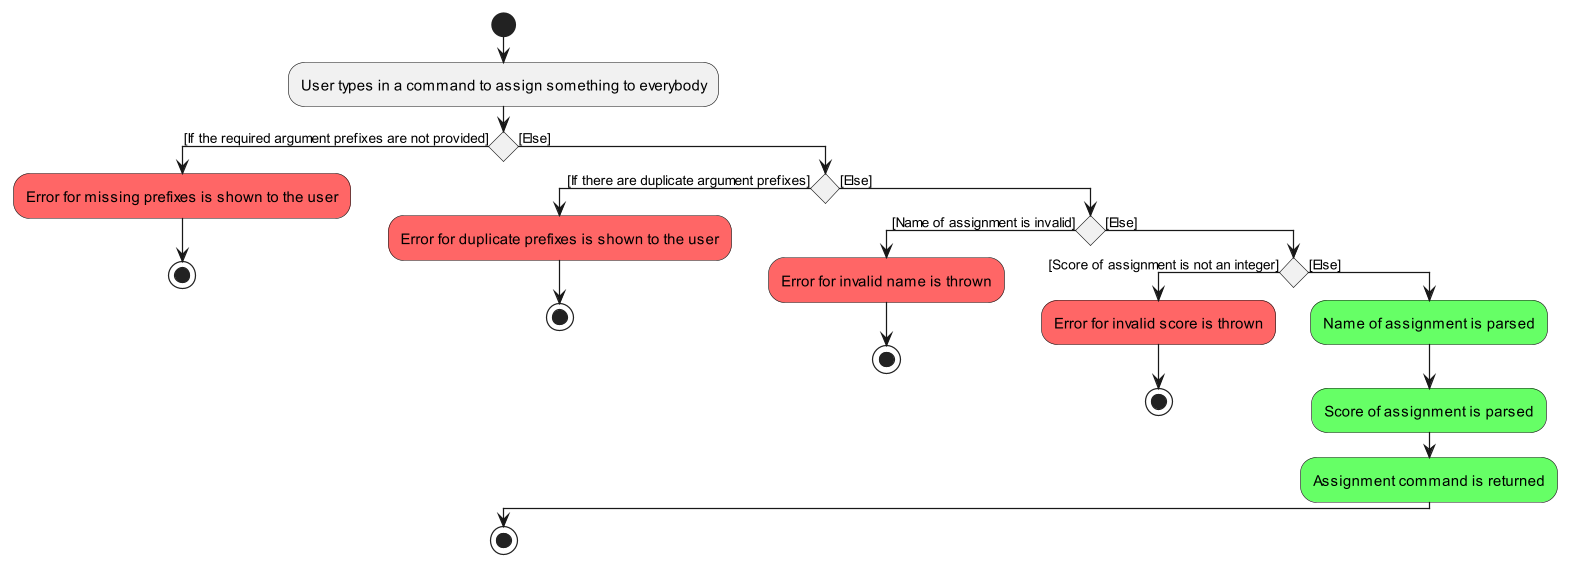 User types in a command to assign something to everybody
[If the required argument prefixes are not provided]
[Else]
Error for missing prefixes is shown to the user
[If there are duplicate argument prefixes]
[Else]
Error for duplicate prefixes is shown to the user
[Name of assignment is invalid]
[Else]
Error for invalid name is thrown
[Score of assignment is not an integer]
[Else]
Error for invalid score is thrown
Name of assignment is parsed
Score of assignment is parsed
Assignment command is returned